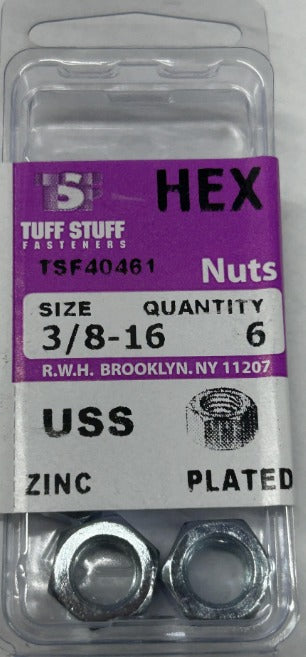 TSF
HEX
TUFF STUFF
FASTENERS
TSF40461
Nuts
SIZE QUANTITY
3/8-16 6
R.W.H. BROOKLYN. NY 11207
USS
ZINC PLATED